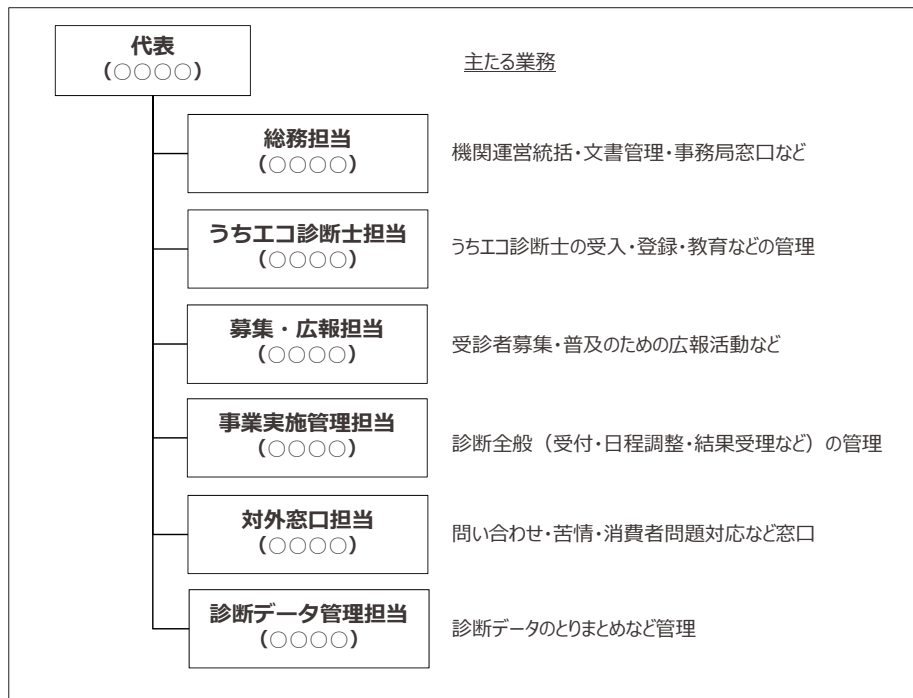 代表
(○○○○)
主たる業務
総務担当
(○○○○)
機関運営統括・文書管理・事務局窓口など
うちエコ診断士担当
(○○○○)
うちエコ診断士の受入・登録・教育などの管理
募集・広報担当
(○○○○)
受診者募集・普及のための広報活動など
事業実施管理担当
(○○○○)
診断全般（受付・日程調整・結果受理など）の管理
対外窓口担当
(○○○○)
問い合わせ・苦情・消費者問題対応など窓口
診断データ管理担当
(○○○○)
診断データのとりまとめなど管理